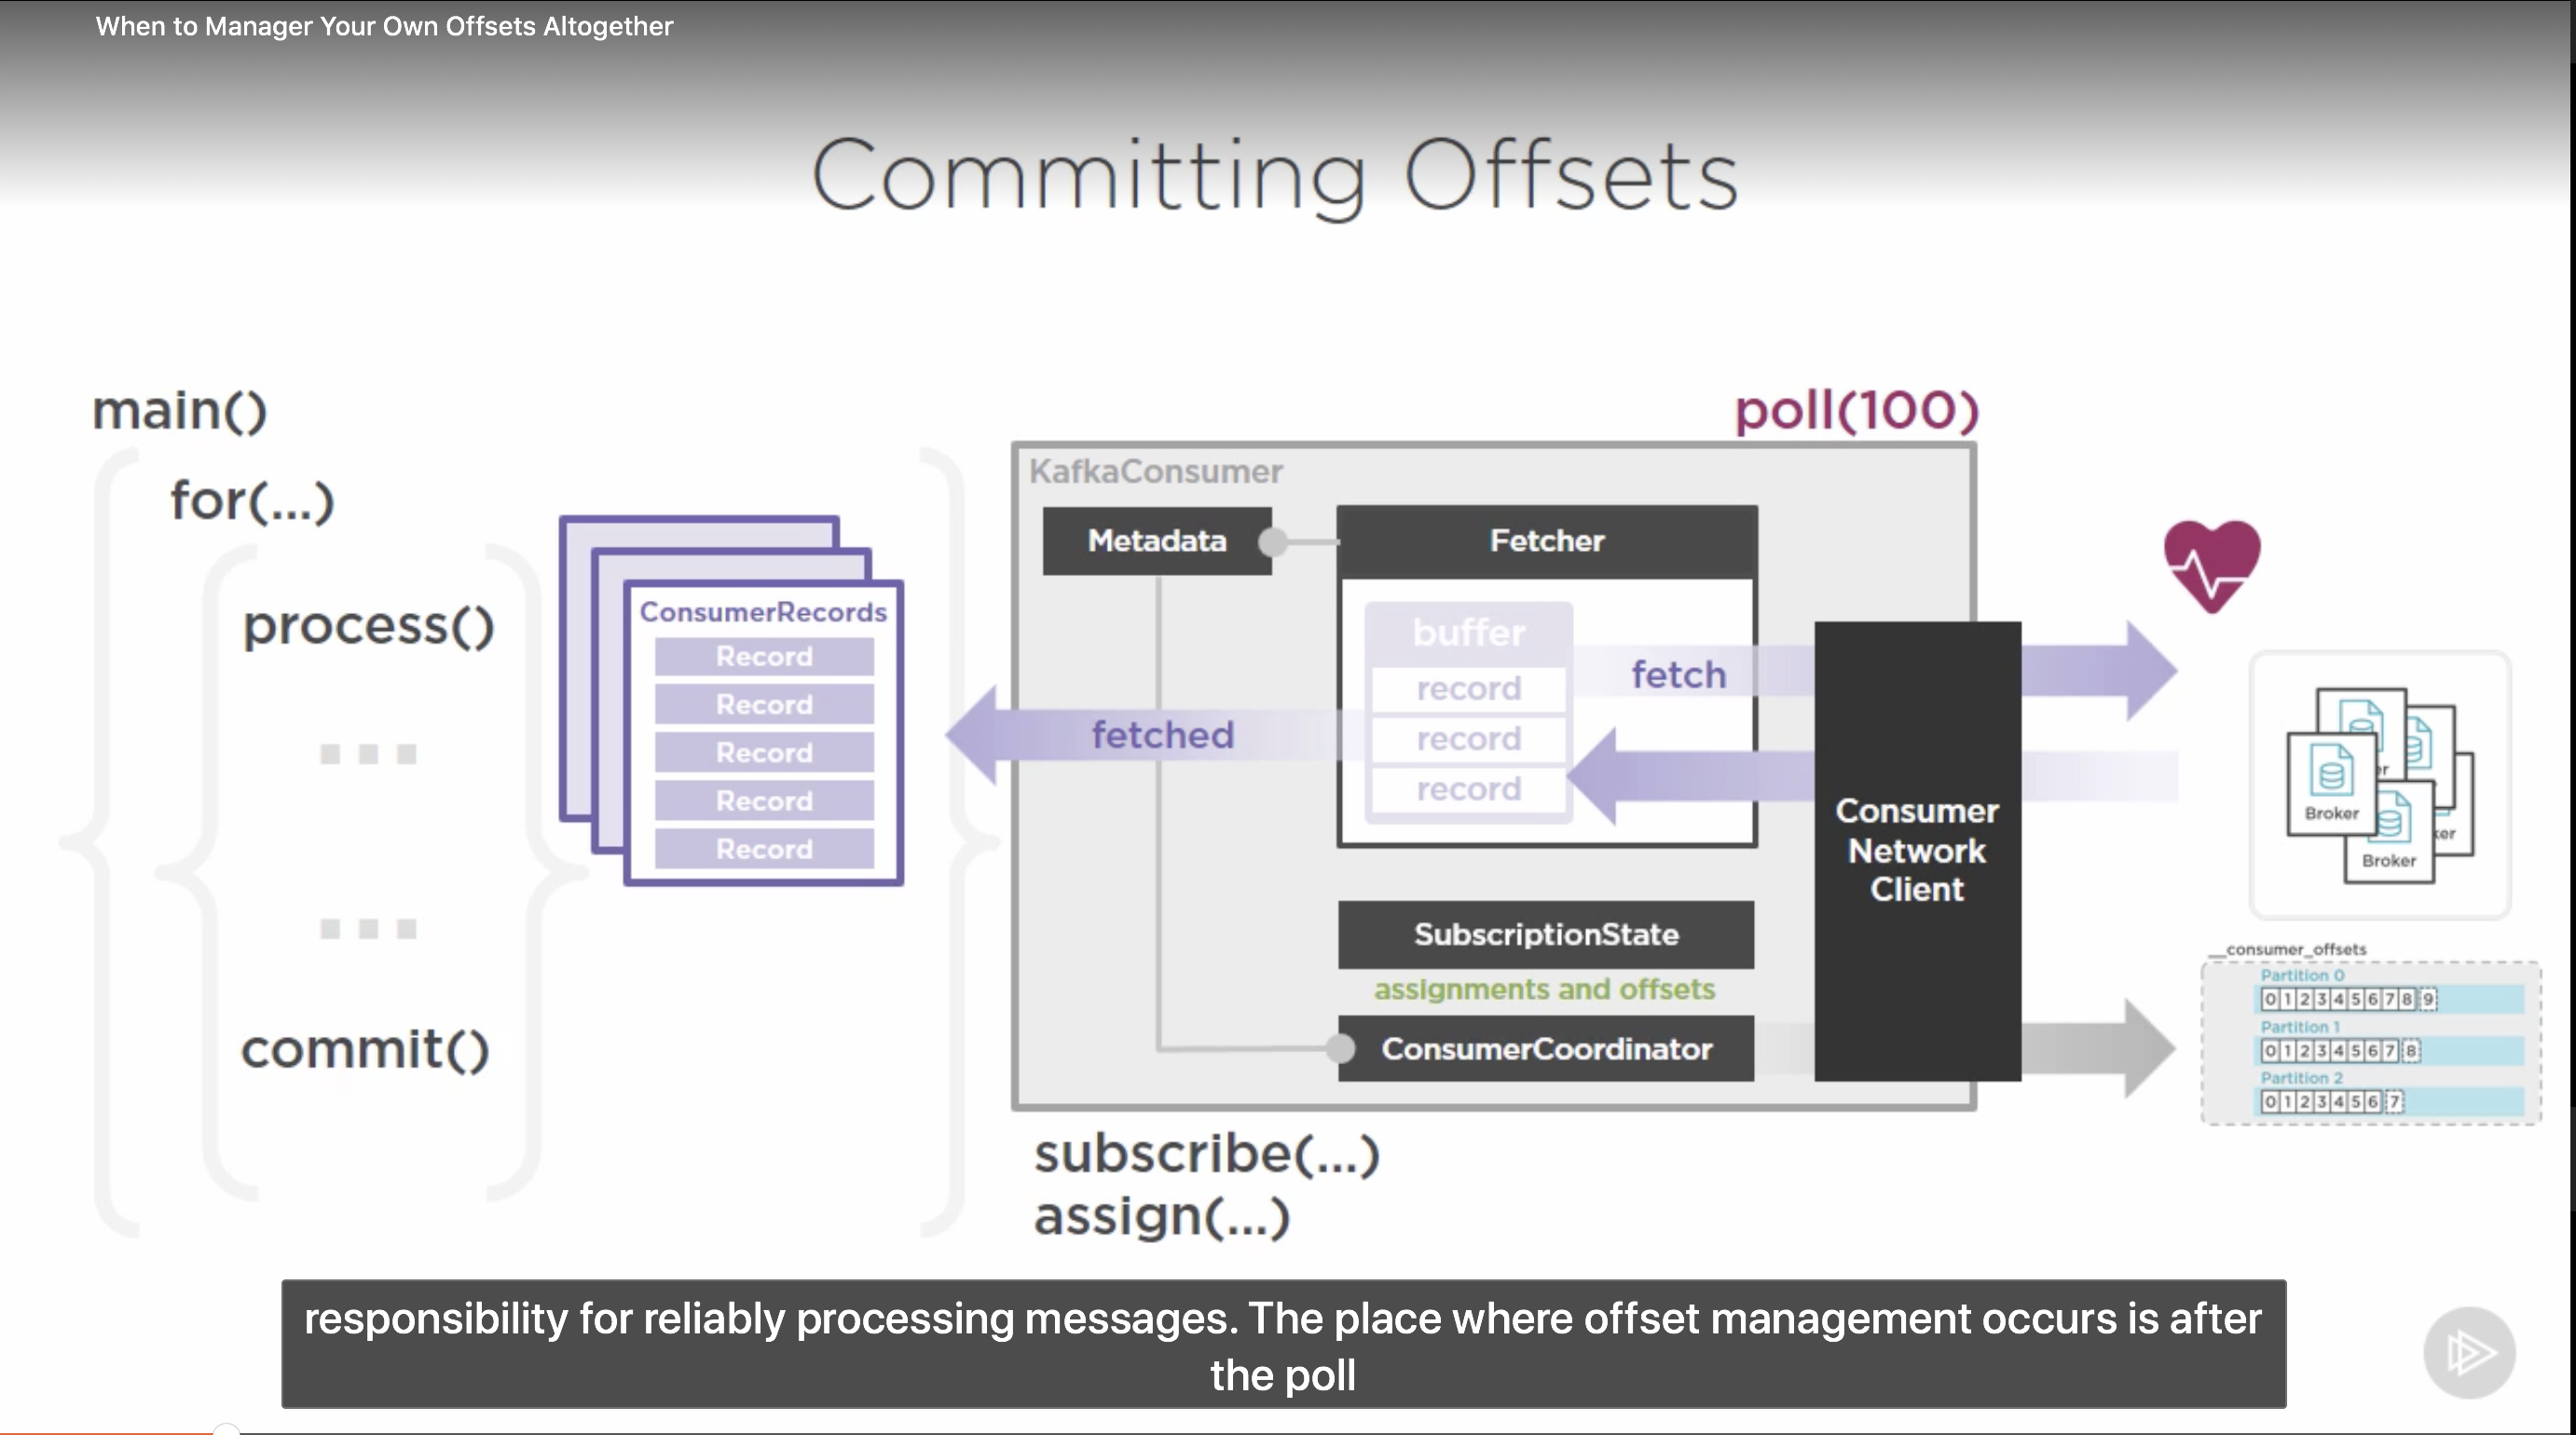 When to Manager Your Own Offsets Altogether
Committing Offsets
main()
for(...)
process()
...
...
commit()
ConsumerRecords
Record
Record
Record
Record
Record
poll(100)
KafkaConsumer
Metadata
Fetcher
buffer
record
record
record
fetch
fetched
SubscriptionState
assignments and offsets
ConsumerCoordinator
Consumer
Network
Client
subscribe(...)
assign(...)
Broker
Broker
__consumer_offsets
Partition 0
0 1 2 3 4 5 6 7 8 9
Partition 1
0 1 2 3 4 5 6 7 8
Partition 2
0 1 2 3 4 5 6 7
responsibility for reliably processing messages. The place where offset management occurs is after
the poll